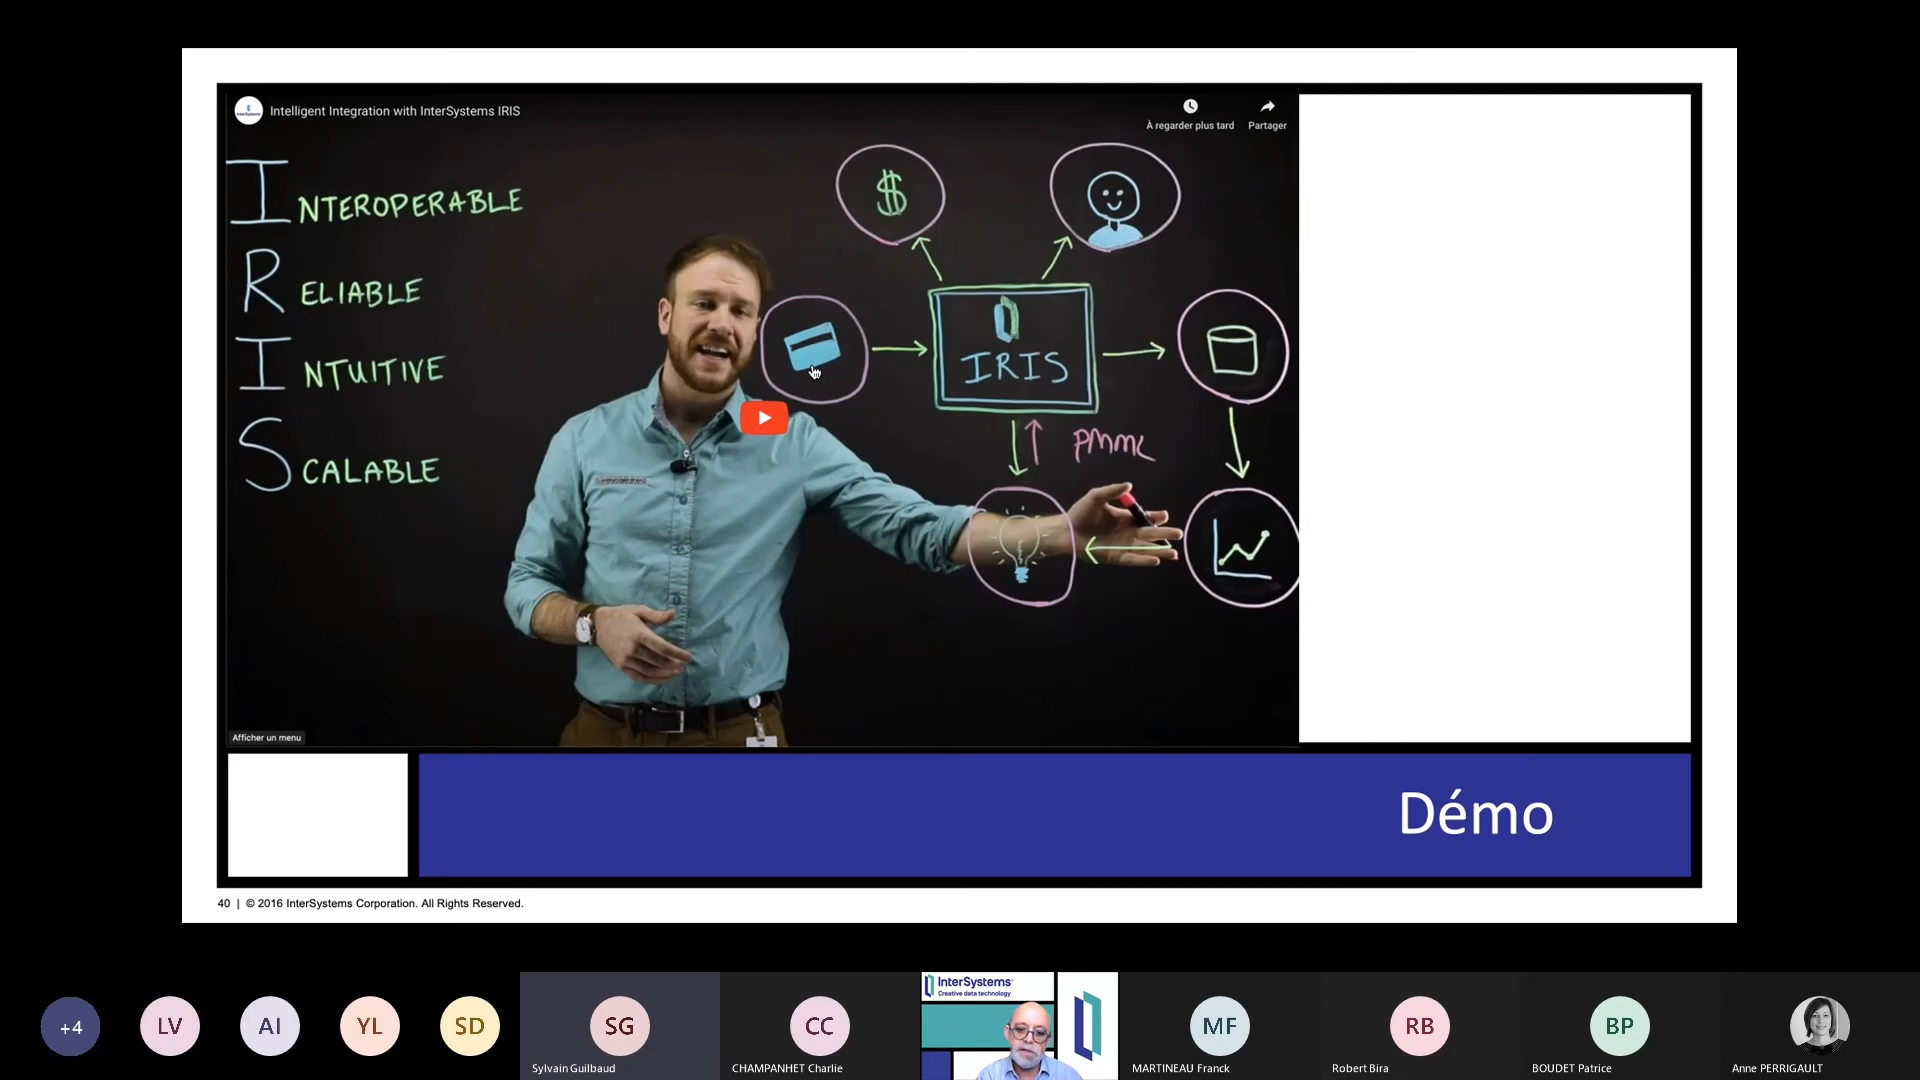 Intelligent Integration with InterSystems IRIS
À regarder plus tard
Partager
INTEROPERABLE
RELIABLE
INTUITIVE
SCALABLE
$
IRIS
PMML
Afficher un menu
Démo
40 | © 2016 InterSystems Corporation. All Rights Reserved.
+4
LV
AI
YL
SD
SG
Sylvain Guilbaud
CC
CHAMPANHET Charlie
InterSystems
Creative data technology
MF
MARTINEAU Franck
RB
Robert Bira
BP
BOUDET Patrice
Anne PERRIGAULT